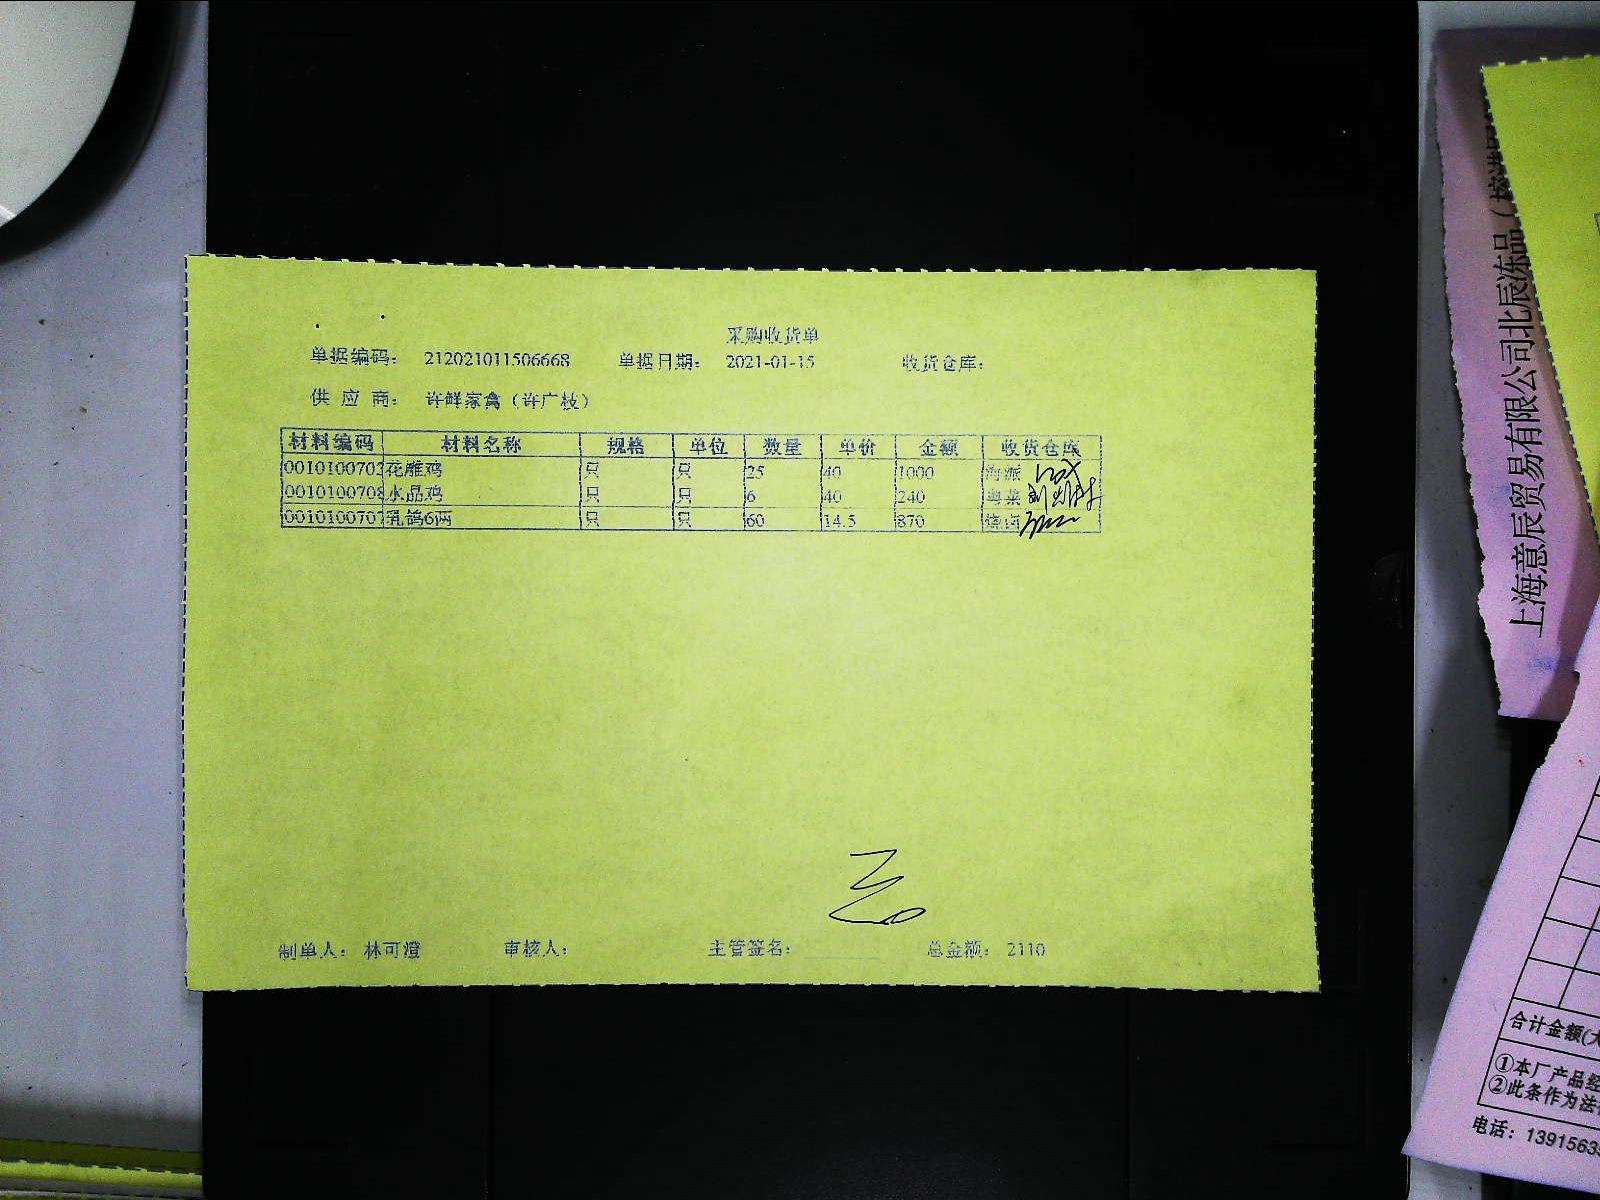 采购收货单
单据编码： 212021011506668 单据日期： 2021-01-15 收货仓库：
供 应 商： 许鲜家禽（许广枝）
材料编码 材料名称 规格 单位 数量 单价 金额 收货仓库
0010100702 花雕鸡 只 只 25 40 1000 海派
0010100708 水晶鸡 只 只 6 40 240 粤菜
0010100707 乳鸽6两 只 只 60 14.5 870 烧卤
制单人： 林可澄 审核人： 主管签名： 总金额： 2110
上海意辰贸易有限公司北辰冻品
合计金额(大
①本厂产品经
②此条作为法
电话：1391563